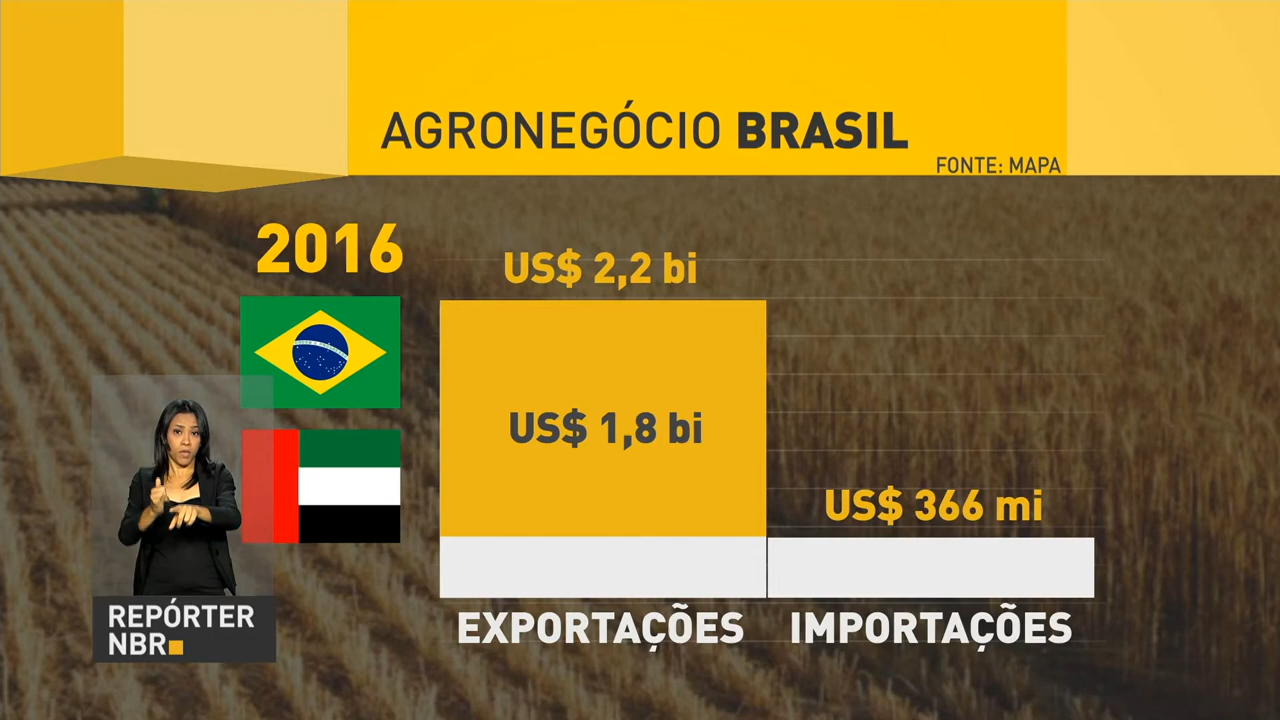 AGRONEGÓCIO BRASIL
FONTE: MAPA
2016
US$ 2,2 bi
US$ 1,8 bi
US$ 366 mi
EXPORTAÇÕES
IMPORTAÇÕES
REPÓRTER
NBR